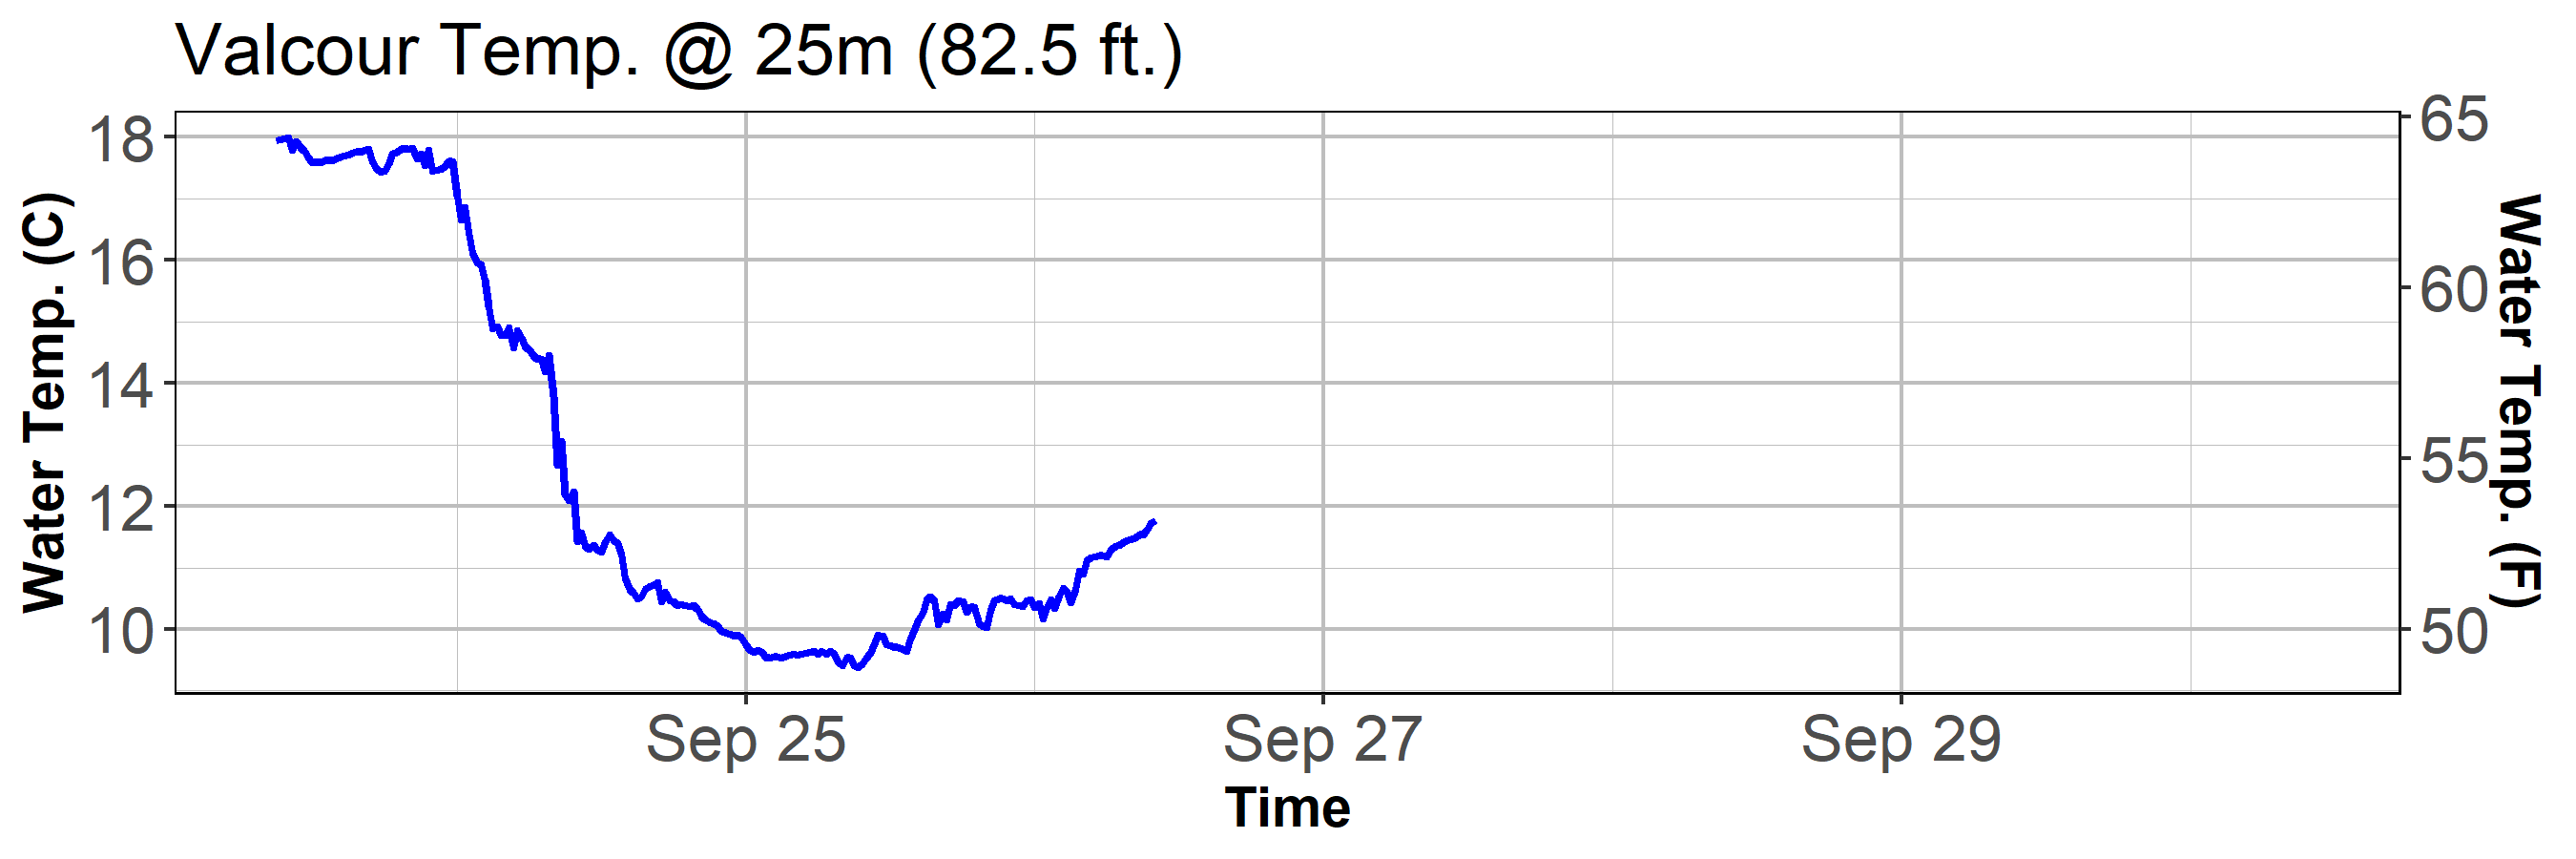 Valcour Temp. @ 25m (82.5 ft.)
Water Temp. (C)
18
16
14
12
10
65
60
55
50
Water Temp. (F)
Sep 25
Sep 27
Sep 29
Time